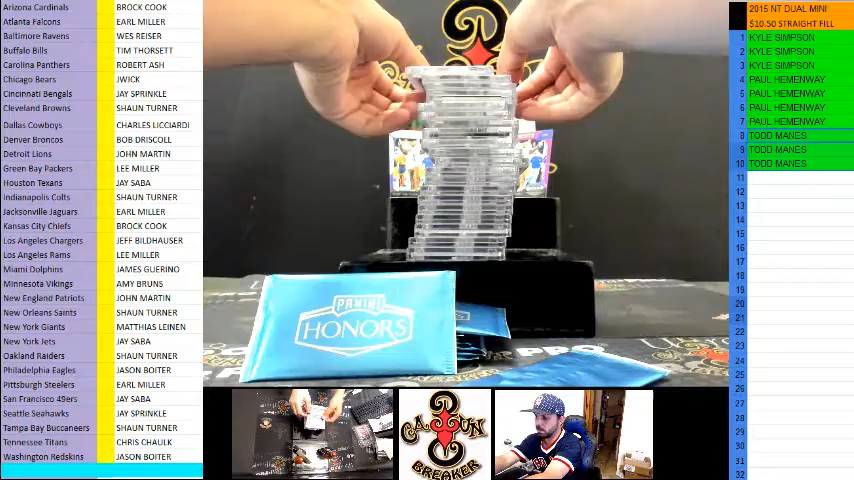 Arizona Cardinals BROCK COOK
Atlanta Falcons EARL MILLER
Baltimore Ravens WES REISER
Buffalo Bills TIM THORSETT
Carolina Panthers ROBERT ASH
Chicago Bears JWICK
Cincinnati Bengals JAY SPRINKLE
Cleveland Browns SHAUN TURNER
Dallas Cowboys CHARLES LICCIARDI
Denver Broncos BOB DRISCOLL
Detroit Lions JOHN MARTIN
Green Bay Packers LEE MILLER
Houston Texans JAY SABA
Indianapolis Colts SHAUN TURNER
Jacksonville Jaguars EARL MILLER
Kansas City Chiefs BROCK COOK
Los Angeles Chargers JEFF BILDHAUSER
Los Angeles Rams LEE MILLER
Miami Dolphins JAMES GUERINO
Minnesota Vikings AMY BRUNS
New England Patriots JOHN MARTIN
New Orleans Saints SHAUN TURNER
New York Giants MATTHIAS LEINEN
New York Jets JAY SABA
Oakland Raiders SHAUN TURNER
Philadelphia Eagles JASON BOITER
Pittsburgh Steelers EARL MILLER
San Francisco 49ers JAY SABA
Seattle Seahawks JAY SPRINKLE
Tampa Bay Buccaneers SHAUN TURNER
Tennessee Titans CHRIS CHAULK
Washington Redskins JASON BOITER
PANINI
HONORS
CAJUN
BREAKER
2015 NT DUAL MINI
$10.50 STRAIGHT FILL
1 KYLE SIMPSON
2 KYLE SIMPSON
3 KYLE SIMPSON
4 PAUL HEMENWAY
5 PAUL HEMENWAY
6 PAUL HEMENWAY
7 PAUL HEMENWAY
8 TODD MANES
9 TODD MANES
10 TODD MANES
11
12
13
14
15
16
17
18
19
20
21
22
23
24
25
26
27
28
29
30
31
32